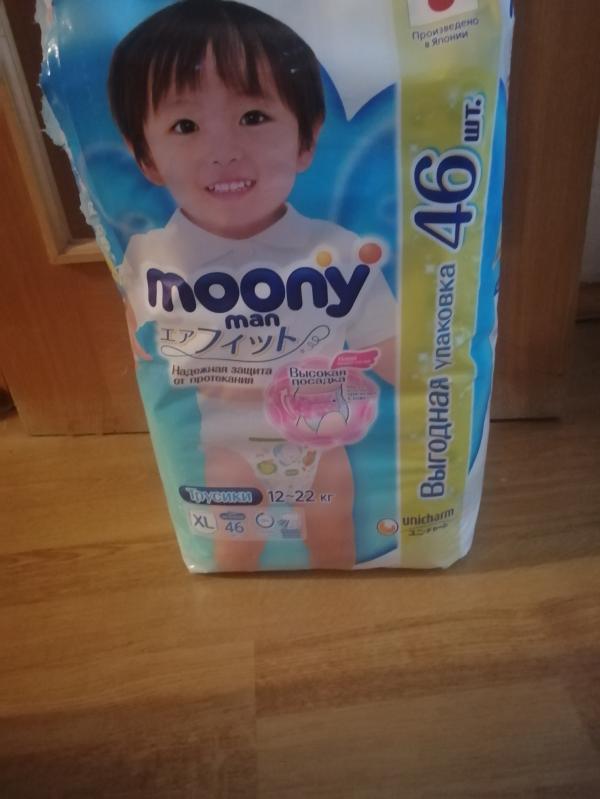 Произведено
в Японии
moony
man
エアフィット
Надежная защита
от протекания
Высокая
посадка
Выгодная упаковка 46 шт.
Трусики 12~22 кг
XL
46
unicharm
ユニ・チャーム